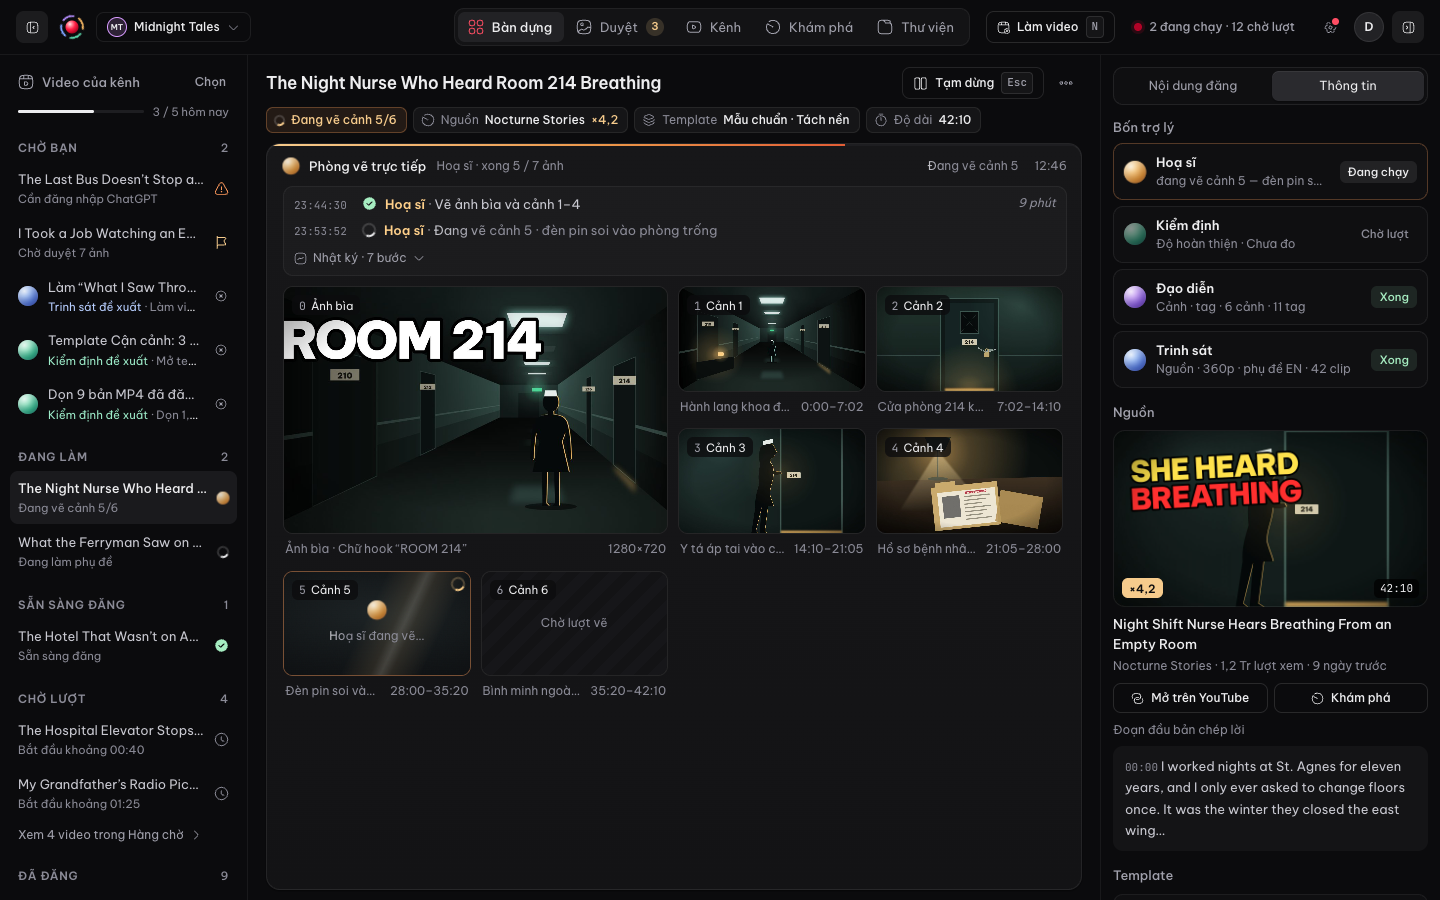 MT Midnight Tales
Bàn dựng
Duyệt 3
Kênh
Khám phá
Thư viện
Làm video N
2 đang chạy · 12 chờ lượt
D
Video của kênh Chọn
3 / 5 hôm nay
CHỜ BẠN 2
The Last Bus Doesn't Stop a...
Cần đăng nhập ChatGPT
I Took a Job Watching an E...
Chờ duyệt 7 ảnh
Làm “What I Saw Thro...
Trinh sát đề xuất · Làm vi...
Template Cận cảnh: 3 ...
Kiểm định đề xuất · Mở te...
Dọn 9 bản MP4 đã đă...
Kiểm định đề xuất · Dọn 1,...
ĐANG LÀM 2
The Night Nurse Who Heard ...
Đang vẽ cảnh 5/6
What the Ferryman Saw on ...
Đang làm phụ đề
SẴN SÀNG ĐĂNG 1
The Hotel That Wasn't on A...
Sẵn sàng đăng
CHỜ LƯỢT 4
The Hospital Elevator Stops...
Bắt đầu khoảng 00:40
My Grandfather's Radio Pic...
Bắt đầu khoảng 01:25
Xem 4 video trong Hàng chờ
ĐÃ ĐĂNG 9
The Night Nurse Who Heard Room 214 Breathing
Tạm dừng Esc
Đang vẽ cảnh 5/6
Nguồn Nocturne Stories ×4,2
Template Mẫu chuẩn · Tách nền
Độ dài 42:10
Phòng vẽ trực tiếp Hoạ sĩ · xong 5 / 7 ảnh Đang vẽ cảnh 5 12:46
23:44:30 Hoạ sĩ · Vẽ ảnh bìa và cảnh 1–4 9 phút
23:53:52 Hoạ sĩ · Đang vẽ cảnh 5 · đèn pin soi vào phòng trống
Nhật ký · 7 bước
0 Ảnh bìa
ROOM 214
210
214
Ảnh bìa · Chữ hook “ROOM 214” 1280×720
1 Cảnh 1
Hành lang khoa đ... 0:00–7:02
2 Cảnh 2
214
Cửa phòng 214 k... 7:02–14:10
3 Cảnh 3
214
Y tá áp tai vào c... 14:10–21:05
4 Cảnh 4
Hồ sơ bệnh nhâ... 21:05–28:00
5 Cảnh 5
Hoạ sĩ đang vẽ...
Đèn pin soi và... 28:00–35:20
6 Cảnh 6
Chờ lượt vẽ
Bình minh ngoà... 35:20–42:10
Nội dung đăng
Thông tin
Bốn trợ lý
Hoạ sĩ
đang vẽ cảnh 5 — đèn pin s...
Đang chạy
Kiểm định
Độ hoàn thiện · Chưa đo
Chờ lượt
Đạo diễn
Cảnh · tag · 6 cảnh · 11 tag
Xong
Trinh sát
Nguồn · 360p · phụ đề EN · 42 clip
Xong
Nguồn
SHE HEARD
BREATHING
214
×4,2
42:10
Night Shift Nurse Hears Breathing From an
Empty Room
Nocturne Stories · 1,2 Tr lượt xem · 9 ngày trước
Mở trên YouTube
Khám phá
Đoạn đầu bản chép lời
00:00 I worked nights at St. Agnes for eleven
years, and I only ever asked to change floors
once. It was the winter they closed the east
wing...
Template